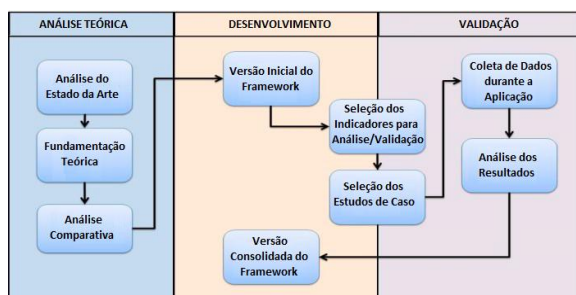 ANÁLISE TEÓRICA
DESENVOLVIMENTO
VALIDAÇÃO
Análise do
Estado da Arte
Fundamentação
Teórica
Análise
Comparativa
Versão Inicial do
Framework
Seleção dos
Indicadores para
Análise/Validação
Seleção dos
Estudos de Caso
Coleta de Dados
durante a
Aplicação
Análise dos
Resultados
Versão
Consolidada do
Framework